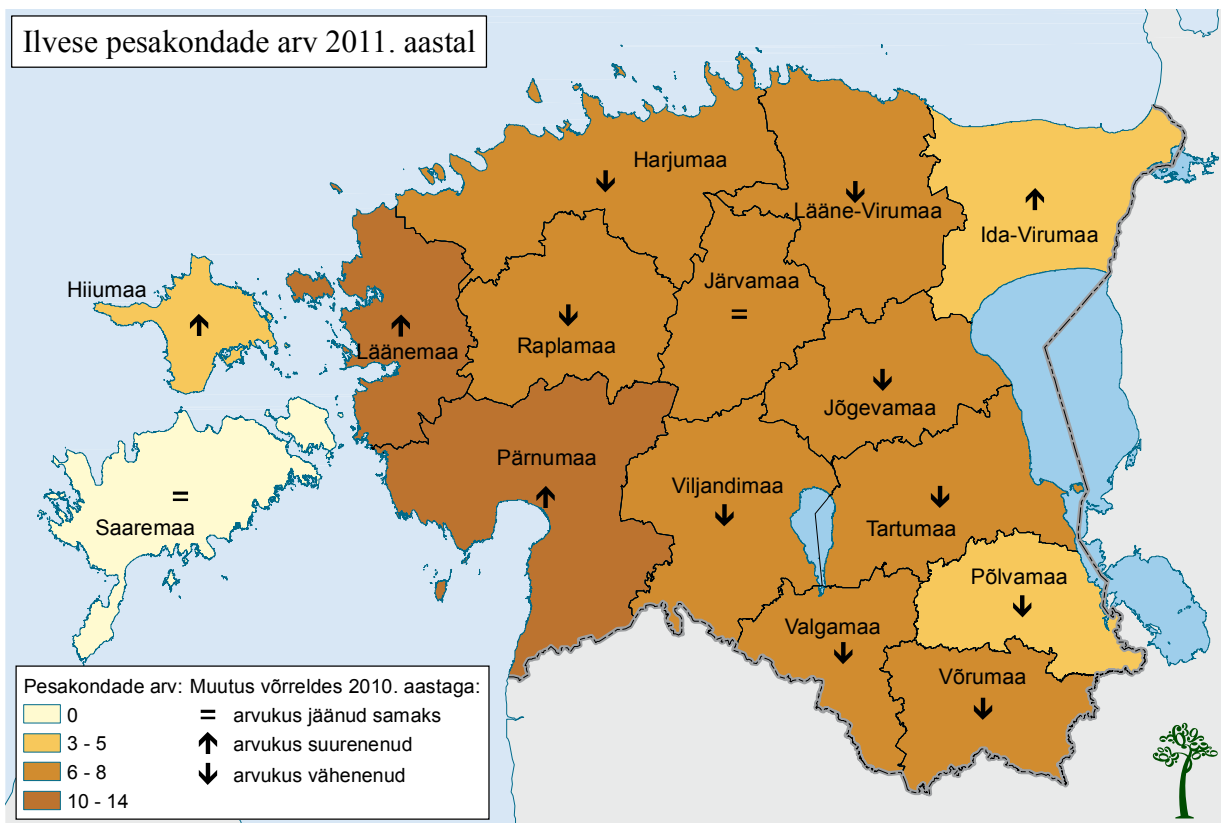 Ilvese pesakondade arv 2011. aastal
Harjumaa
Lääne-Virumaa
Ida-Virumaa
Hiiumaa
Läänemaa
Raplamaa
Järvamaa
Jõgevamaa
Pärnumaa
Viljandimaa
Tartumaa
Saaremaa
=
=
Põlvamaa
Valgamaa
Võrumaa
Pesakondade arv: Muutus võrreldes 2010. aastaga:
0 = arvukus jäänud samaks
3 - 5 ↑ arvukus suurenenud
6 - 8 ↓ arvukus vähenenud
10 - 14